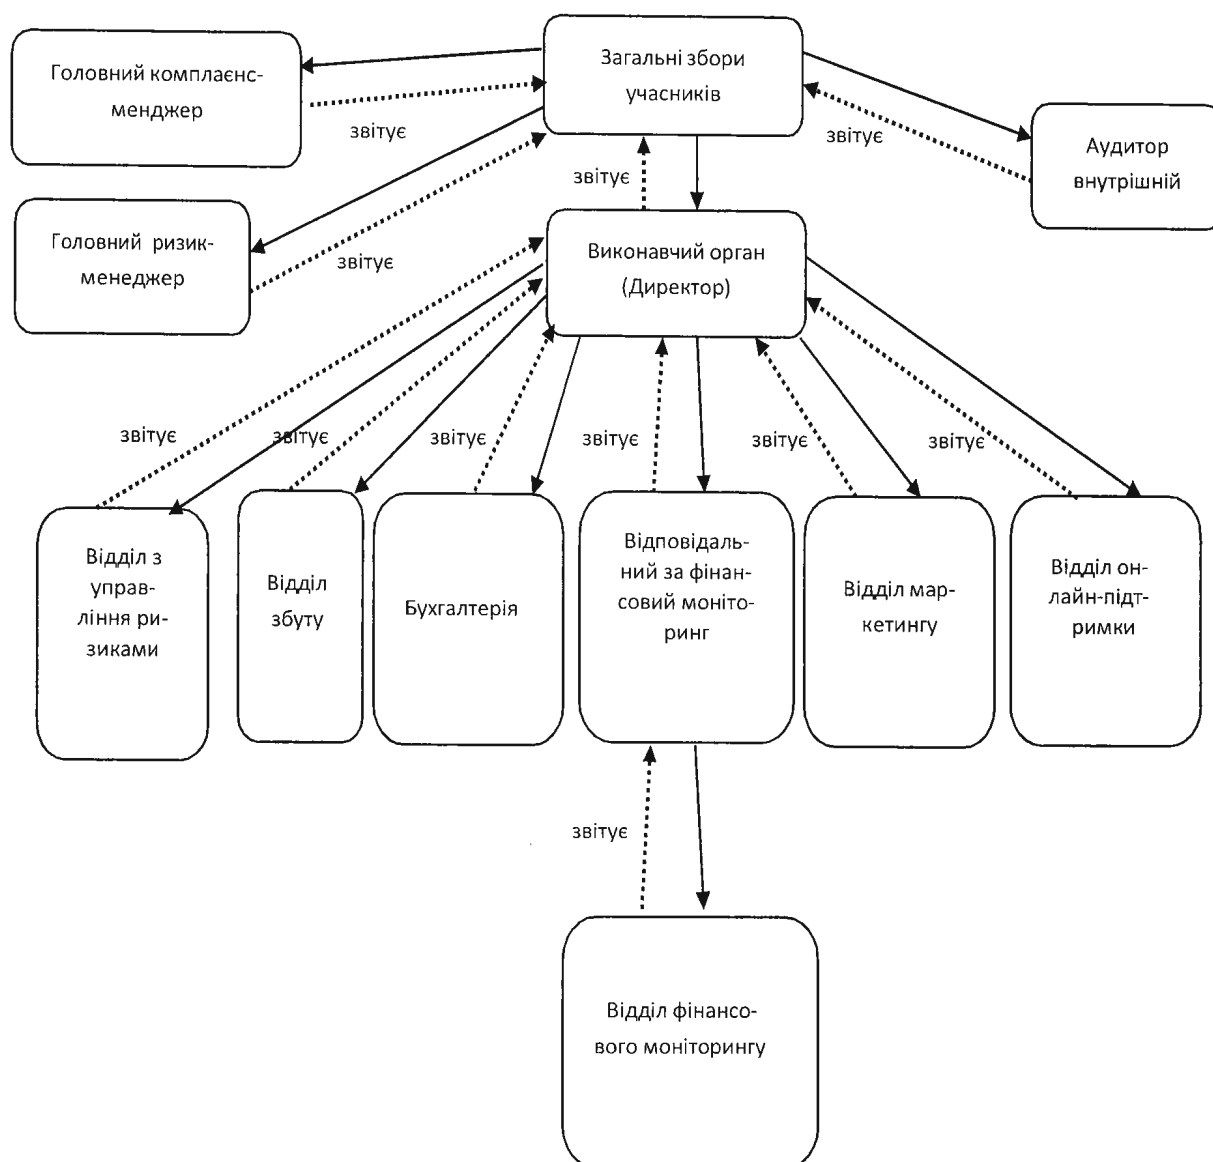 Загальні збори
учасників
Головний комплаєнс-
менджер
звітує
звітує
Аудитор
внутрішній
звітує
Головний ризик-
менеджер
звітує
Виконавчий орган
(Директор)
звітує
звітує
звітує
звітує
звітує
звітує
Відділ з
управ-
ління ри-
зиками
Відділ
збуту
Бухгалтерія
Відповідаль-
ний за фінан-
совий моніто-
ринг
Відділ мар-
кетингу
Відділ он-
лайн-підт-
римки
звітує
Відділ фінансо-
вого моніторингу